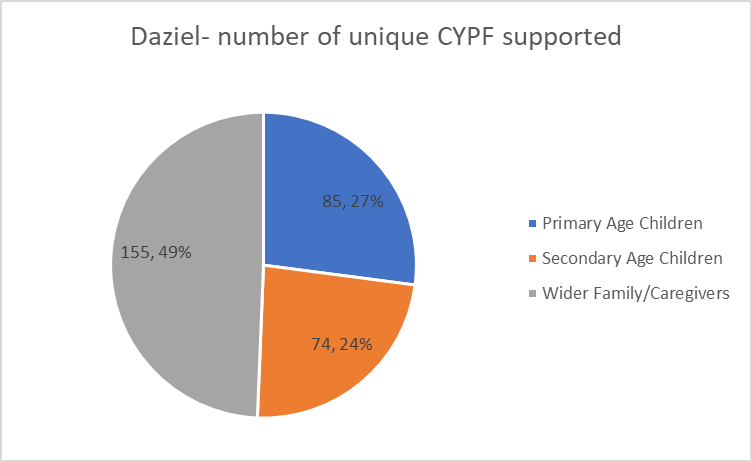 Daziel- number of unique CYPF supported
85, 27%
155, 49%
74, 24%
Primary Age Children
Secondary Age Children
Wider Family/Caregivers